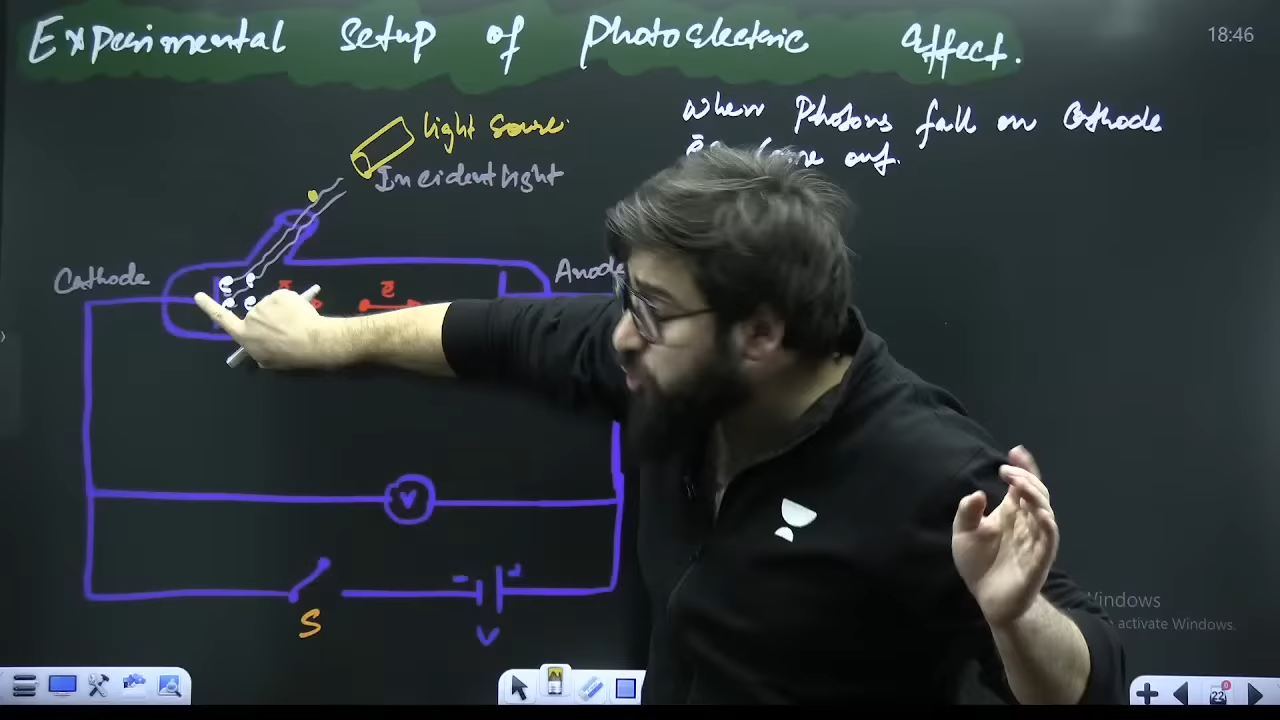 Experimental setup of Photoelectric affect.
18:46
light source
Incident light
When Photons fall on Cathode
come out.
Cathode
Anode
e
e
V
S
- +
V
Windows
activate Windows.
22